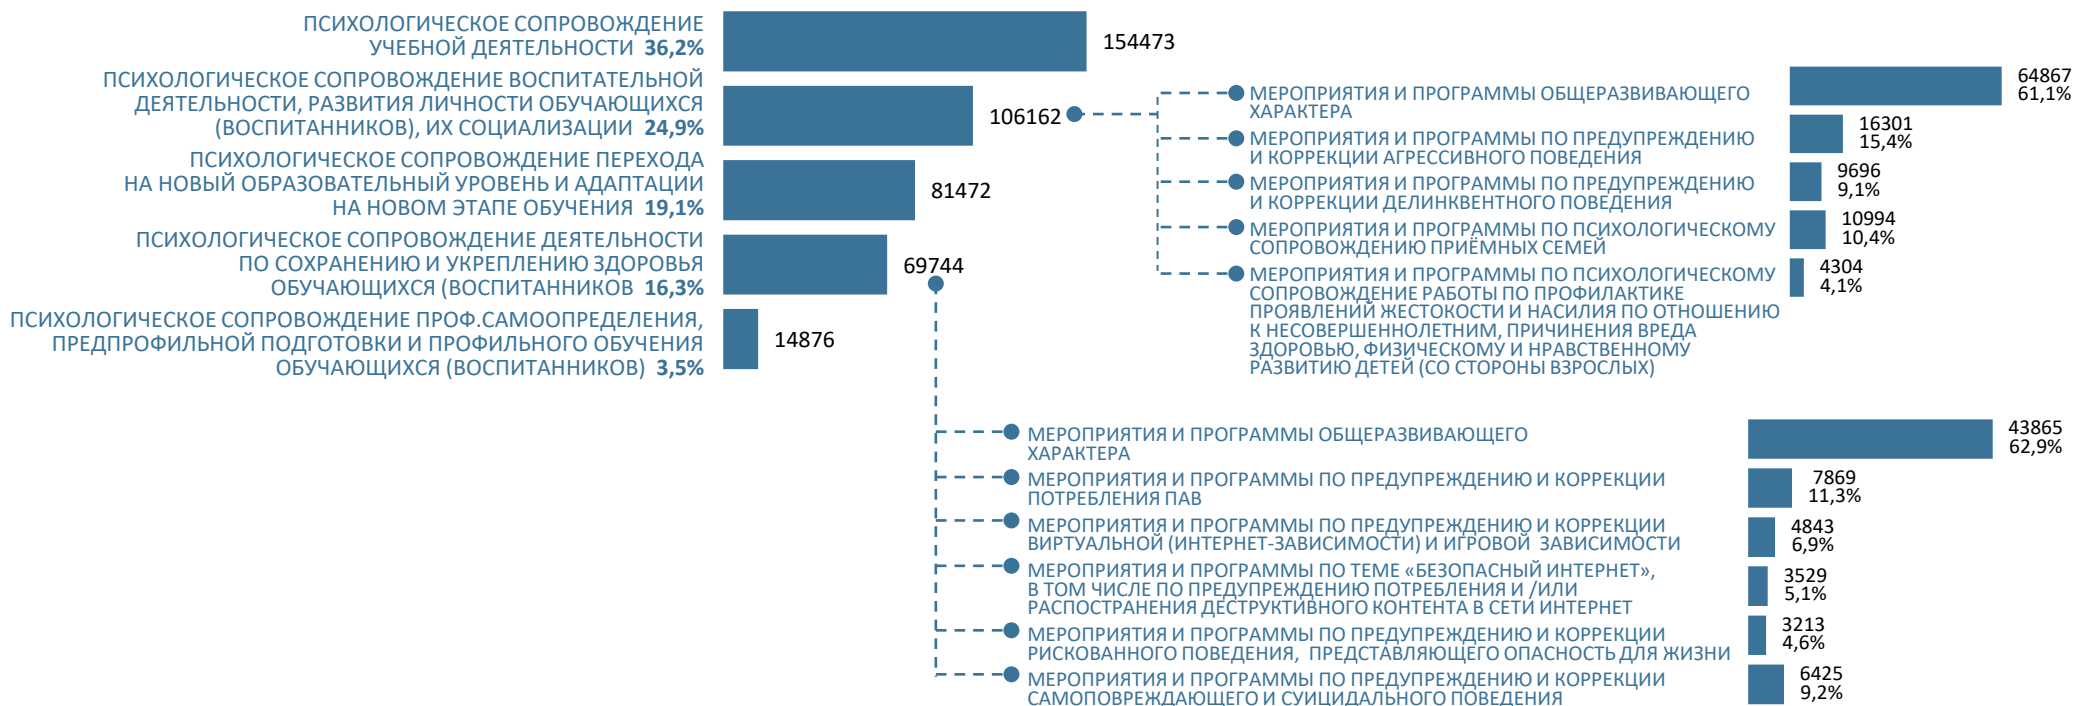 ПСИХОЛОГИЧЕСКОЕ СОПРОВОЖДЕНИЕ
УЧЕБНОЙ ДЕЯТЕЛЬНОСТИ 36,2%
154473
ПСИХОЛОГИЧЕСКОЕ СОПРОВОЖДЕНИЕ ВОСПИТАТЕЛЬНОЙ
ДЕЯТЕЛЬНОСТИ, РАЗВИТИЯ ЛИЧНОСТИ ОБУЧАЮЩИХСЯ
(ВОСПИТАННИКОВ), ИХ СОЦИАЛИЗАЦИИ 24,9%
106162
ПСИХОЛОГИЧЕСКОЕ СОПРОВОЖДЕНИЕ ПЕРЕХОДА
НА НОВЫЙ ОБРАЗОВАТЕЛЬНЫЙ УРОВЕНЬ И АДАПТАЦИИ
НА НОВОМ ЭТАПЕ ОБУЧЕНИЯ 19,1%
81472
ПСИХОЛОГИЧЕСКОЕ СОПРОВОЖДЕНИЕ ДЕЯТЕЛЬНОСТИ
ПО СОХРАНЕНИЮ И УКРЕПЛЕНИЮ ЗДОРОВЬЯ
ОБУЧАЮЩИХСЯ (ВОСПИТАННИКОВ 16,3%
69744
ПСИХОЛОГИЧЕСКОЕ СОПРОВОЖДЕНИЕ ПРОФ.САМООПРЕДЕЛЕНИЯ,
ПРЕДПРОФИЛЬНОЙ ПОДГОТОВКИ И ПРОФИЛЬНОГО ОБУЧЕНИЯ
ОБУЧАЮЩИХСЯ (ВОСПИТАННИКОВ) 3,5%
14876
МЕРОПРИЯТИЯ И ПРОГРАММЫ ОБЩЕРАЗВИВАЮЩЕГО
ХАРАКТЕРА
64867
61,1%
МЕРОПРИЯТИЯ И ПРОГРАММЫ ПО ПРЕДУПРЕЖДЕНИЮ
И КОРРЕКЦИИ АГРЕССИВНОГО ПОВЕДЕНИЯ
16301
15,4%
МЕРОПРИЯТИЯ И ПРОГРАММЫ ПО ПРЕДУПРЕЖДЕНИЮ
И КОРРЕКЦИИ ДЕЛИНКВЕНТНОГО ПОВЕДЕНИЯ
9696
9,1%
МЕРОПРИЯТИЯ И ПРОГРАММЫ ПО ПСИХОЛОГИЧЕСКОМУ
СОПРОВОЖДЕНИЮ ПРИЁМНЫХ СЕМЕЙ
10994
10,4%
МЕРОПРИЯТИЯ И ПРОГРАММЫ ПО ПСИХОЛОГИЧЕСКОМУ
СОПРОВОЖДЕНИЕ РАБОТЫ ПО ПРОФИЛАКТИКЕ
ПРОЯВЛЕНИЙ ЖЕСТОКОСТИ И НАСИЛИЯ ПО ОТНОШЕНИЮ
К НЕСОВЕРШЕННОЛЕТНИМ, ПРИЧИНЕНИЯ ВРЕДА
ЗДОРОВЬЮ, ФИЗИЧЕСКОМУ И НРАВСТВЕННОМУ
РАЗВИТИЮ ДЕТЕЙ (СО СТОРОНЫ ВЗРОСЛЫХ)
4304
4,1%
МЕРОПРИЯТИЯ И ПРОГРАММЫ ОБЩЕРАЗВИВАЮЩЕГО
ХАРАКТЕРА
43865
62,9%
МЕРОПРИЯТИЯ И ПРОГРАММЫ ПО ПРЕДУПРЕЖДЕНИЮ И КОРРЕКЦИИ
ПОТРЕБЛЕНИЯ ПАВ
7869
11,3%
МЕРОПРИЯТИЯ И ПРОГРАММЫ ПО ПРЕДУПРЕЖДЕНИЮ И КОРРЕКЦИИ
ВИРТУАЛЬНОЙ (ИНТЕРНЕТ-ЗАВИСИМОСТИ) И ИГРОВОЙ ЗАВИСИМОСТИ
4843
6,9%
МЕРОПРИЯТИЯ И ПРОГРАММЫ ПО ТЕМЕ «БЕЗОПАСНЫЙ ИНТЕРНЕТ»,
В ТОМ ЧИСЛЕ ПО ПРЕДУПРЕЖДЕНИЮ ПОТРЕБЛЕНИЯ И /ИЛИ
РАСПОСТРАНЕНИЯ ДЕСТРУКТИВНОГО КОНТЕНТА В СЕТИ ИНТЕРНЕТ
3529
5,1%
МЕРОПРИЯТИЯ И ПРОГРАММЫ ПО ПРЕДУПРЕЖДЕНИЮ И КОРРЕКЦИИ
РИСКОВАННОГО ПОВЕДЕНИЯ, ПРЕДСТАВЛЯЮЩЕГО ОПАСНОСТЬ ДЛЯ ЖИЗНИ
3213
4,6%
МЕРОПРИЯТИЯ И ПРОГРАММЫ ПО ПРЕДУПРЕЖДЕНИЮ И КОРРЕКЦИИ
САМОПОВРЕЖДАЮЩЕГО И СУИЦИДАЛЬНОГО ПОВЕДЕНИЯ
6425
9,2%